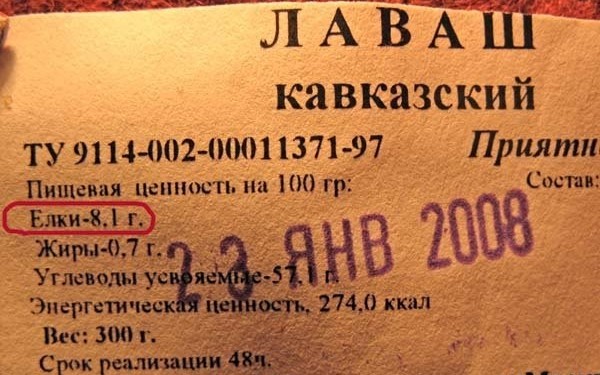 ЛАВАШ
кавказский
ТУ 9114-002-00011371-97
Приятн
Пищевая ценность на 100 гр:
Состав:
Елки-8,1 г.
Жиры-0,7 г.
23 ЯНВ 2008
Углеводы усвояемые-57,1 г.
Энергетическая ценность, 274,0 ккал
Вес: 300 г.
Срок реализации 48ч.